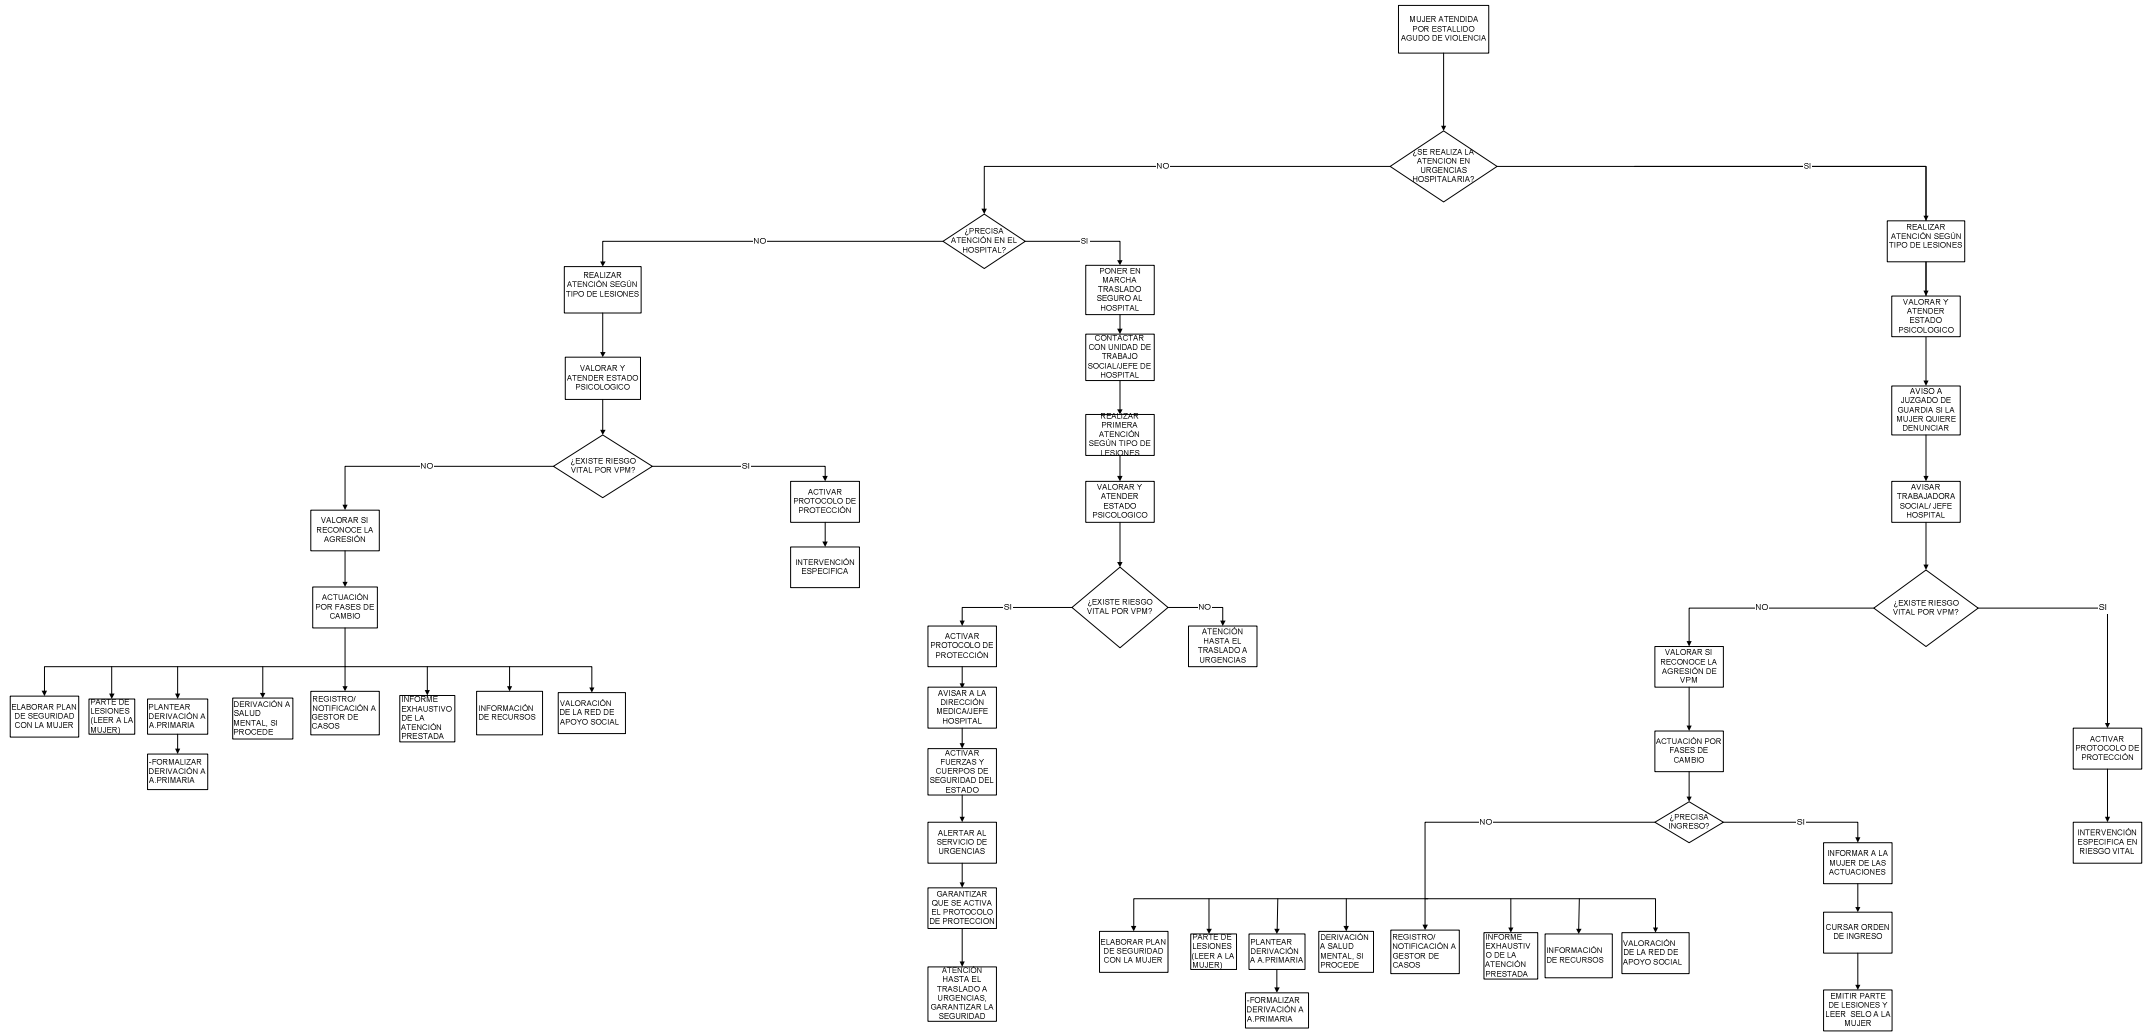 MUJER ATENDIDA
POR ESTALLIDO
AGUDO DE VIOLENCIA
¿SE REALIZA LA
ATENCION EN
URGENCIAS
HOSPITALARIA?
NO
SI
¿PRECISA
ATENCIÓN EN EL
HOSPITAL?
NO
SI
REALIZAR
ATENCIÓN SEGÚN
TIPO DE LESIONES
VALORAR Y
ATENDER ESTADO
PSICOLOGICO
¿EXISTE RIESGO
VITAL POR VPM?
NO
SI
VALORAR SI
RECONOCE LA
AGRESIÓN
ACTUACIÓN
POR FASES DE
CAMBIO
ELABORAR PLAN
DE SEGURIDAD
CON LA MUJER
PARTE DE
LESIONES
(LEER A LA
MUJER)
PLANTEAR
DERIVACIÓN A
A.PRIMARIA
-FORMALIZAR
DERIVACIÓN A
A.PRIMARIA
DERIVACIÓN A
SALUD
MENTAL, SI
PROCEDE
REGISTRO/
NOTIFICACIÓN A
GESTOR DE
CASOS
INFORME
EXHAUSTIVO
DE LA
ATENCIÓN
PRESTADA
INFORMACIÓN
DE RECURSOS
VALORACIÓN
DE LA RED DE
APOYO SOCIAL
ACTIVAR
PROTOCOLO DE
PROTECCIÓN
INTERVENCIÓN
ESPECIFICA
PONER EN
MARCHA
TRASLADO
SEGURO AL
HOSPITAL
CONTACTAR
CON UNIDAD DE
TRABAJO
SOCIAL/JEFE DE
HOSPITAL
REALIZAR
PRIMERA
ATENCIÓN
SEGÚN TIPO DE
LESIONES
VALORAR Y
ATENDER
ESTADO
PSICOLOGICO
¿EXISTE RIESGO
VITAL POR VPM?
SI
NO
ACTIVAR
PROTOCOLO DE
PROTECCIÓN
AVISAR A LA
DIRECCIÓN
MEDICA/JEFE
HOSPITAL
ACTIVAR
FUERZAS Y
CUERPOS DE
SEGURIDAD DEL
ESTADO
ALERTAR AL
SERVICIO DE
URGENCIAS
GARANTIZAR
QUE SE ACTIVA
EL PROTOCOLO
DE PROTECCION
ATENCIÓN
HASTA EL
TRASLADO A
URGENCIAS,
GARANTIZAR LA
SEGURIDAD
ATENCIÓN
HASTA EL
TRASLADO A
URGENCIAS
REALIZAR
ATENCIÓN SEGÚN
TIPO DE LESIONES
VALORAR Y
ATENDER
ESTADO
PSICOLOGICO
AVISO A
JUZGADO DE
GUARDIA SI LA
MUJER QUIERE
DENUNCIAR
AVISAR
TRABAJADORA
SOCIAL/ JEFE
HOSPITAL
¿EXISTE RIESGO
VITAL POR VPM?
NO
SI
VALORAR SI
RECONOCE LA
AGRESIÓN DE
VPM
ACTUACIÓN POR
FASES DE
CAMBIO
¿PRECISA
INGRESO?
NO
SI
ELABORAR PLAN
DE SEGURIDAD
CON LA MUJER
PARTE DE
LESIONES
(LEER A LA
MUJER)
PLANTEAR
DERIVACIÓN
A A.PRIMARIA
-FORMALIZAR
DERIVACIÓN A
A.PRIMARIA
DERIVACIÓN
A SALUD
MENTAL, SI
PROCEDE
REGISTRO/
NOTIFICACIÓN A
GESTOR DE
CASOS
INFORME
EXHAUSTIV
O DE LA
ATENCIÓN
PRESTADA
INFORMACIÓN
DE RECURSOS
VALORACIÓN
DE LA RED DE
APOYO SOCIAL
INFORMAR A LA
MUJER DE LAS
ACTUACIONES
CURSAR ORDEN
DE INGRESO
EMITIR PARTE
DE LESIONES Y
LEER SELO A LA
MUJER
ACTIVAR
PROTOCOLO DE
PROTECCIÓN
INTERVENCIÓN
ESPECIFICA EN
RIESGO VITAL